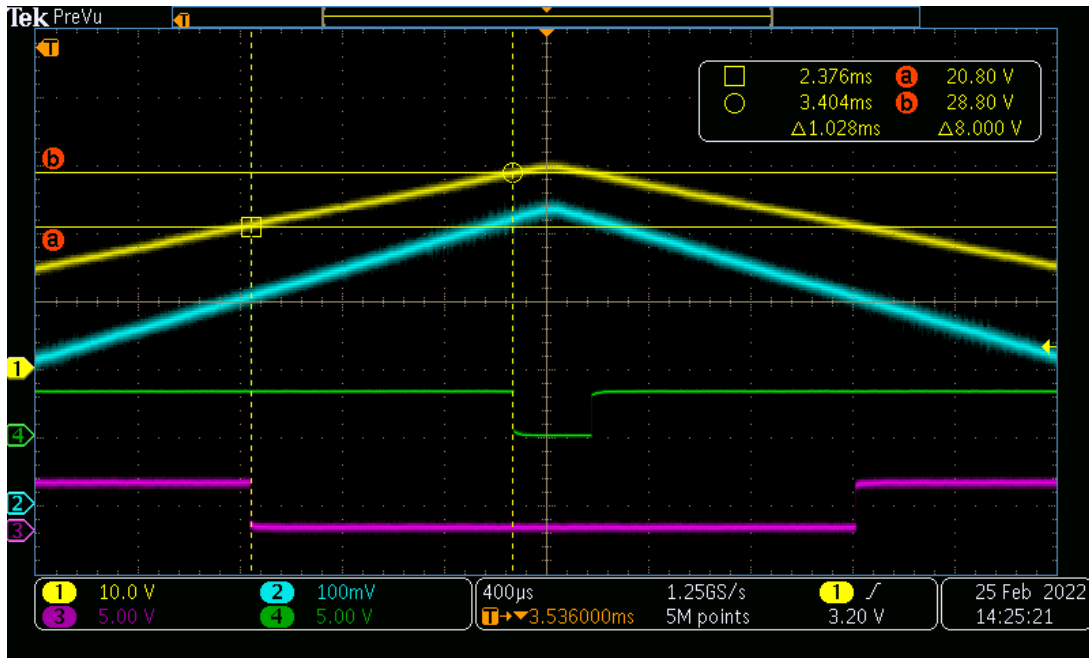 Tek PreVu
T
T
2.376ms a 20.80 V
3.404ms b 28.80 V
△1.028ms △8.000 V
b
a
1
4
2
3
1 10.0 V 2 100mV 400µs 1.25GS/s 1 25 Feb 2022
3 5.00 V 4 5.00 V T→▼3.536000ms 5M points 3.20 V 14:25:21